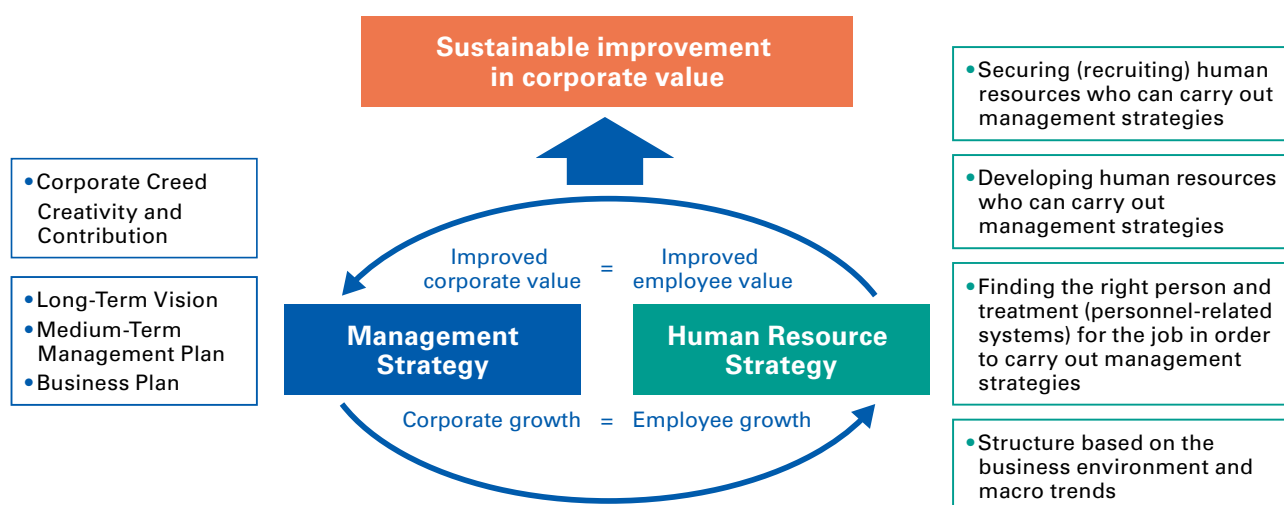 Sustainable improvement
in corporate value
•Corporate Creed
Creativity and
Contribution
•Long-Term Vision
•Medium-Term
Management Plan
•Business Plan
Improved
corporate value
=
Improved
employee value
Management
Strategy
Human Resource
Strategy
Corporate growth = Employee growth
•Securing (recruiting) human
resources who can carry out
management strategies
•Developing human resources
who can carry out
management strategies
•Finding the right person and
treatment (personnel-related
systems) for the job in order
to carry out management
strategies
•Structure based on the
business environment and
macro trends